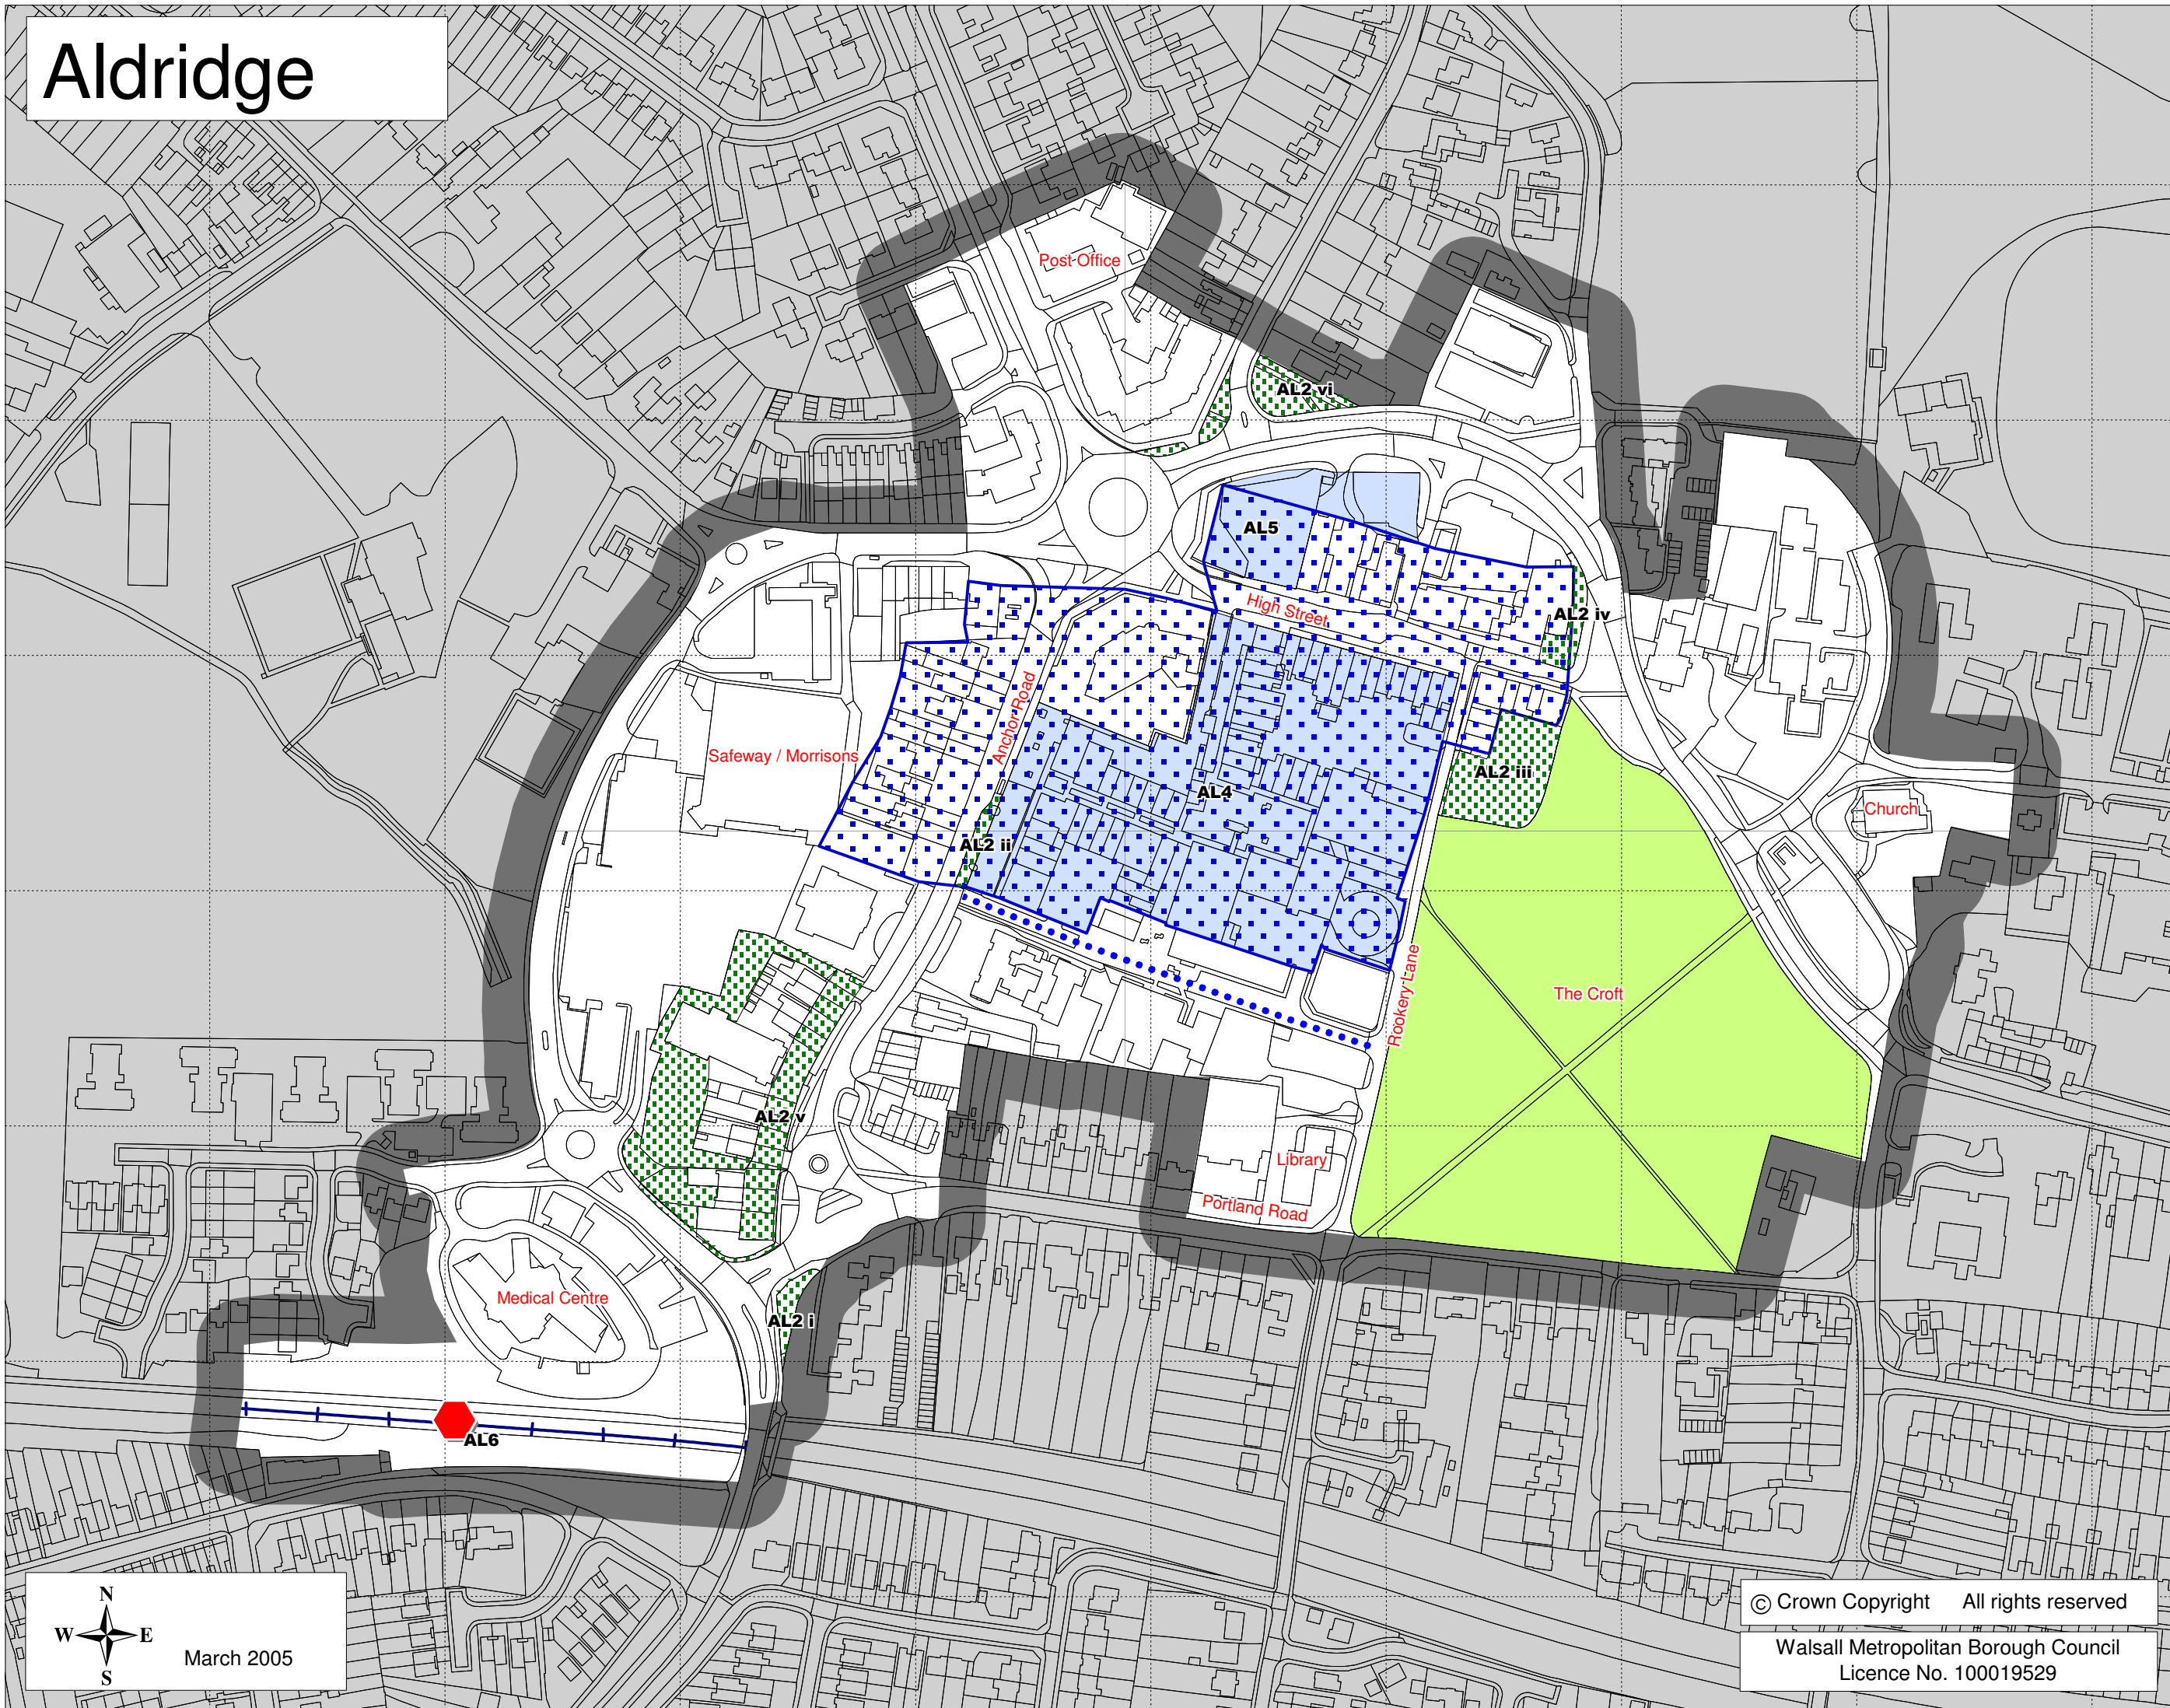 Aldridge
Post Office
AL2 vi
AL5
High Street
AL2 iv
Anchor Road
Safeway / Morrisons
AL4
AL2 iii
Church
AL2 ii
Rookery Lane
The Croft
AL2 v
Library
Portland Road
Medical Centre
AL2 i
AL6
N
W E
S
March 2005
© Crown Copyright All rights reserved
Walsall Metropolitan Borough Council
Licence No. 100019529